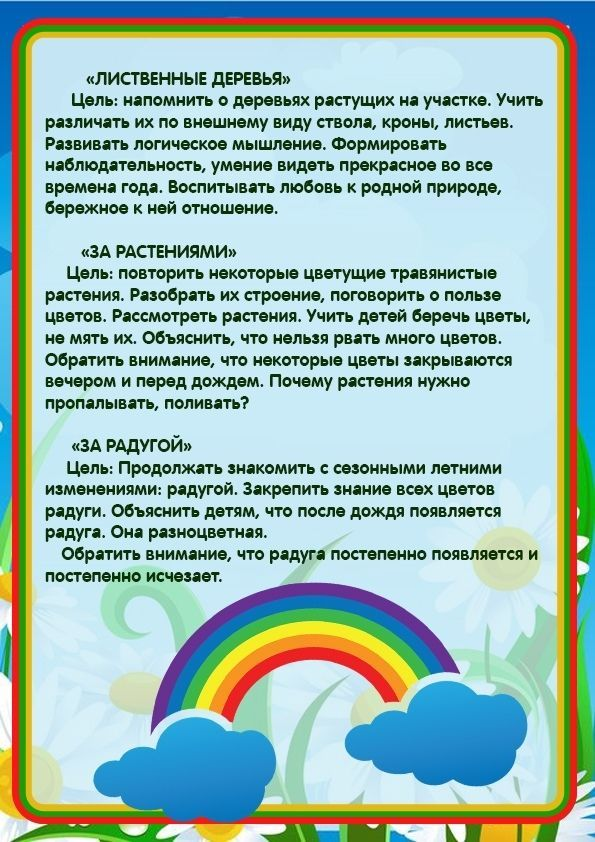 «ЛИСТВЕННЫЕ ДЕРЕВЬЯ»
Цель: напомнить о деревьях растущих на участке. Учить
различать их по внешнему виду ствола, кроны, листьев.
Развивать логическое мышление. Формировать
наблюдательность, умение видеть прекрасное во все
времена года. Воспитывать любовь к родной природе,
бережное к ней отношение.
«ЗА РАСТЕНИЯМИ»
Цель: повторить некоторые цветущие травянистые
растения. Разобрать их строение, поговорить о пользе
цветов. Рассмотреть растения. Учить детей беречь цветы,
не мять их. Объяснить, что нельзя рвать много цветов.
Обратить внимание, что некоторые цветы закрываются
вечером и перед дождем. Почему растения нужно
пропалывать, поливать?
«ЗА РАДУГОЙ»
Цель: Продолжать знакомить с сезонными летними
изменениями: радугой. Закрепить знание всех цветов
радуги. Объяснить детям, что после дождя появляется
радуга. Она разноцветная.
Обратить внимание, что радуга постепенно появляется и
постепенно исчезает.